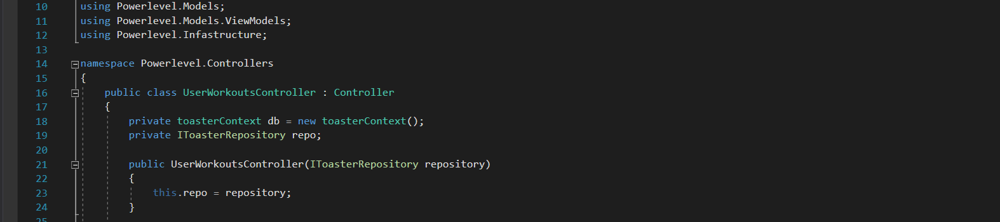 10 using Powerlevel.Models;
11 using Powerlevel.Models.ViewModels;
12 using Powerlevel.Infastructure;
13
14 namespace Powerlevel.Controllers
15 {
16 public class UserWorkoutsController : Controller
17 {
18 private toasterContext db = new toasterContext();
19 private IToasterRepository repo;
20
21 public UserWorkoutsController(IToasterRepository repository)
22 {
23 this.repo = repository;
24 }
25